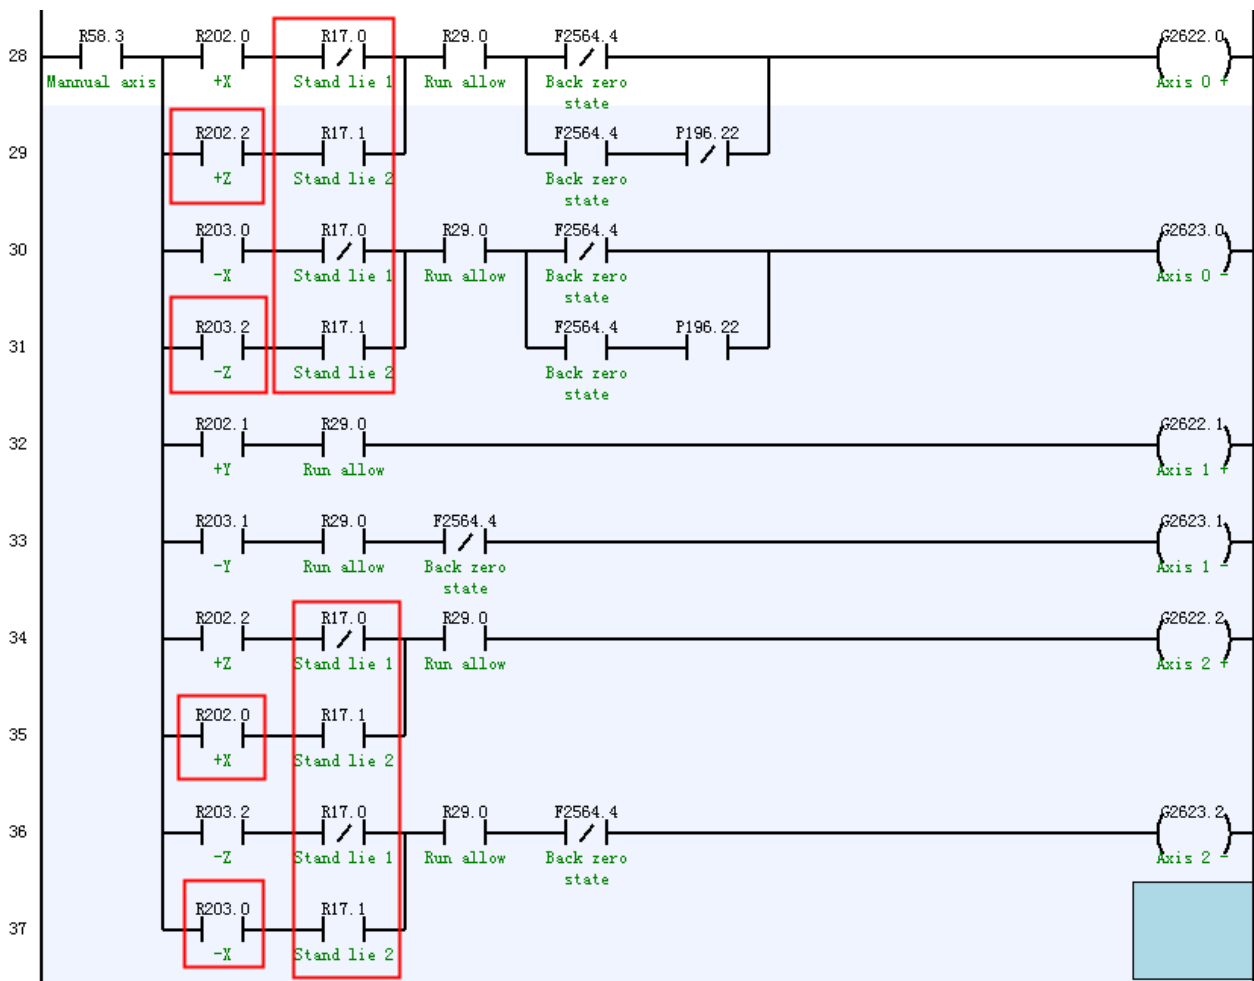 R58.3 R202.0 R17.0 R29.0 F2564.4 G2622.0
28
Mannual axis +X Stand lie 1 Run allow Back zero Axis 0 +
state
R202.2 R17.1 F2564.4 P196.22
29
+Z Stand lie 2 Back zero
state
R203.0 R17.0 R29.0 F2564.4 G2623.0
30
-X Stand lie 1 Run allow Back zero Axis 0 -
state
R203.2 R17.1 F2564.4 P196.22
31
-Z Stand lie 2 Back zero
state
R202.1 R29.0 G2622.1
32
+Y Run allow Axis 1 +
R203.1 R29.0 F2564.4 G2623.1
33
-Y Run allow Back zero Axis 1 -
state
R202.2 R17.0 R29.0 G2622.2
34
+Z Stand lie 1 Run allow Axis 2 +
R202.0 R17.1
35
+X Stand lie 2
R203.2 R17.0 R29.0 F2564.4 G2623.2
36
-Z Stand lie 1 Run allow Back zero Axis 2 -
state
R203.0 R17.1
37
-X Stand lie 2